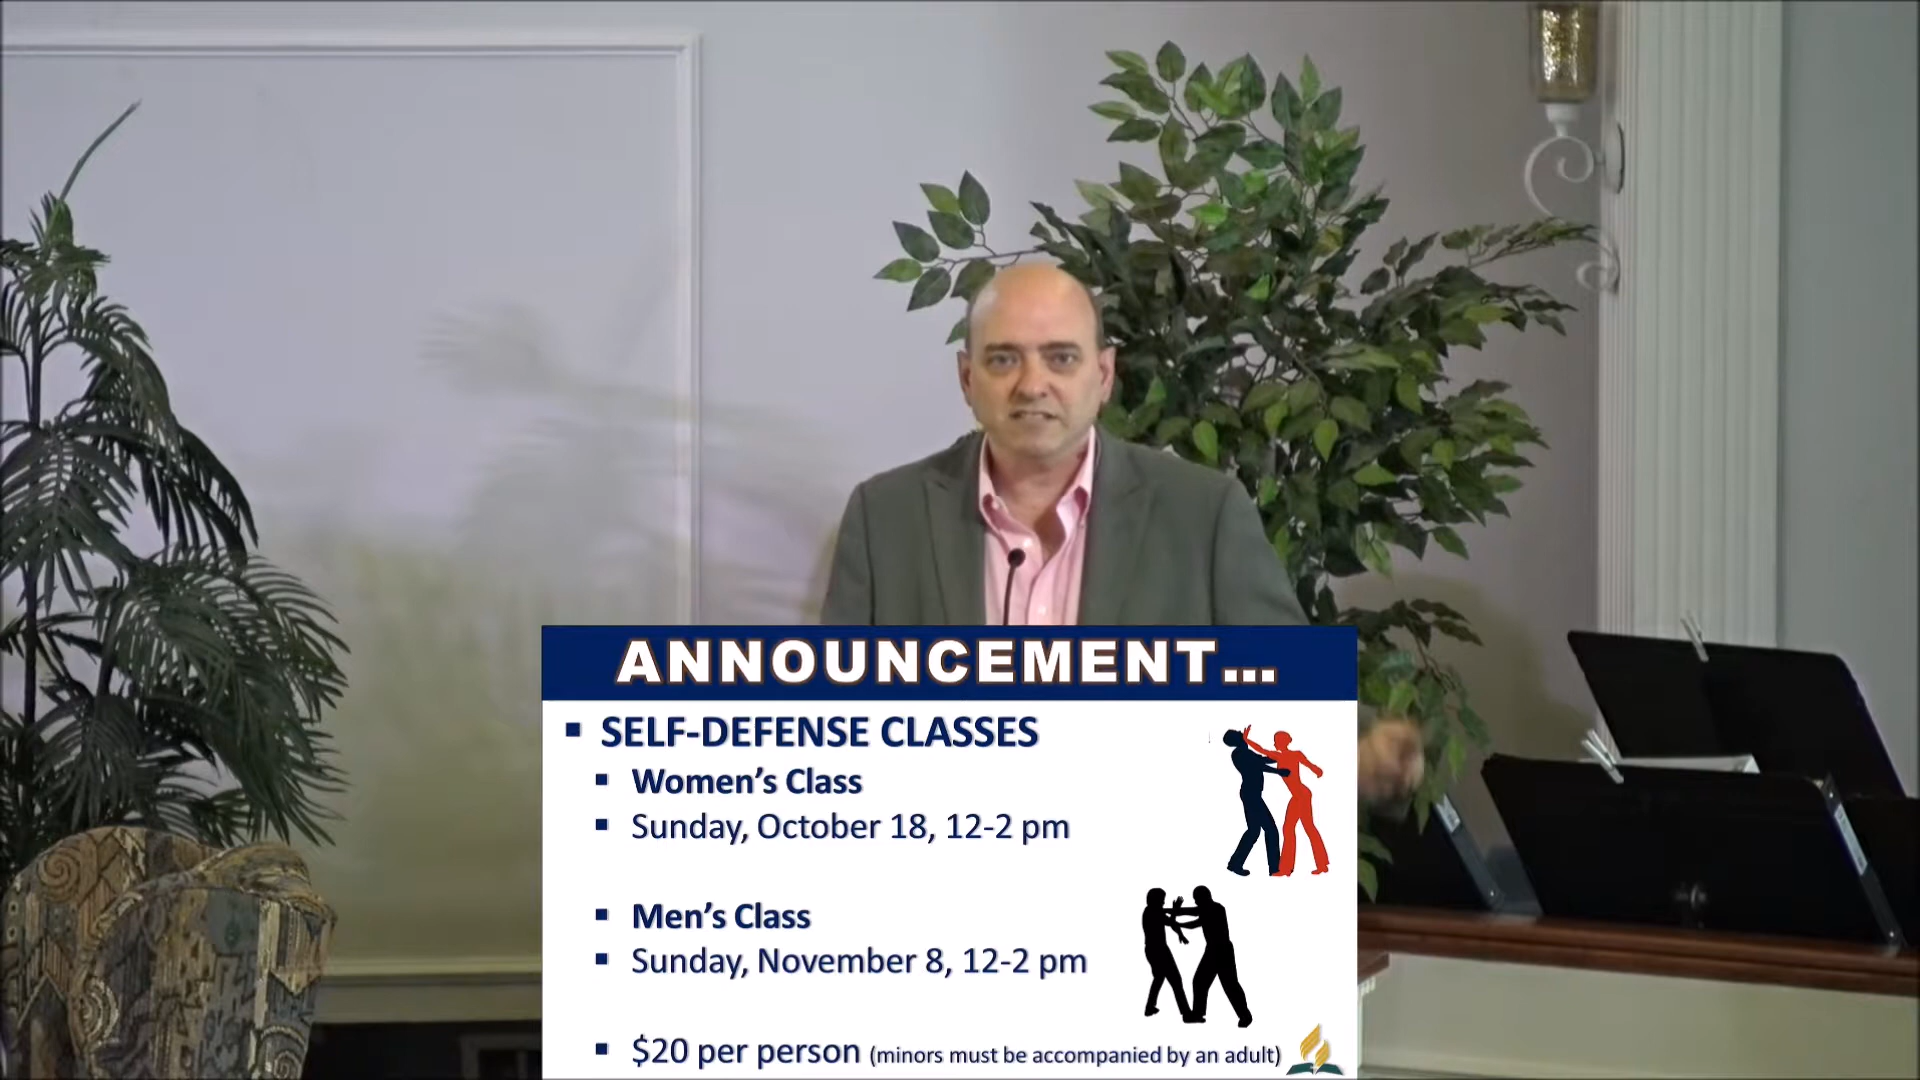 ANNOUNCEMENT...
▪ SELF-DEFENSE CLASSES
▪ Women's Class
▪ Sunday, October 18, 12-2 pm
▪ Men's Class
▪ Sunday, November 8, 12-2 pm
▪ $20 per person (minors must be accompanied by an adult)